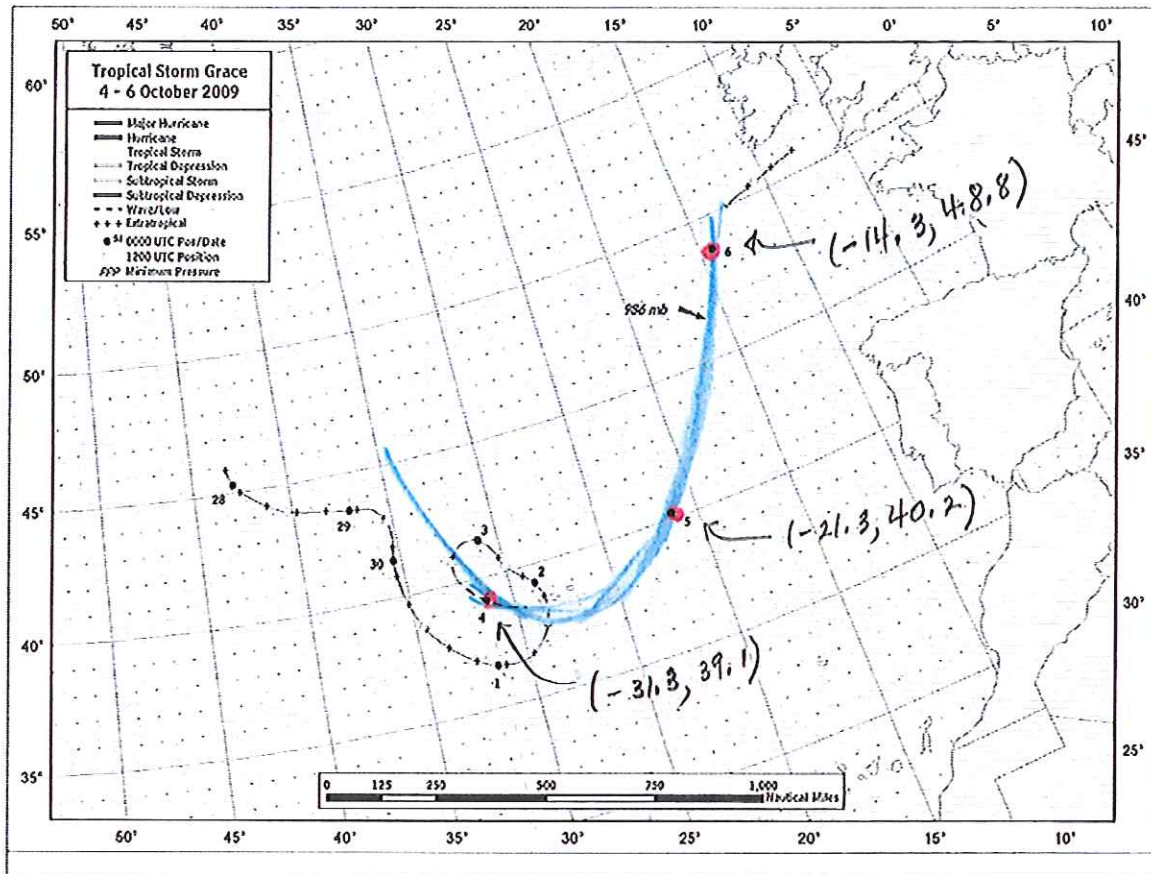 50° 50° 45° 40° 35° 30° 25° 20° 15° 10° 5° 0° 5° 10°
Tropical Storm Grace
4 - 6 October 2009
Major Hurricane
Hurricane
Tropical Storm
Tropical Depression
Subtropical Storm
Subtropical Depression
Wave/Low
Extratropical
0000 UTC Pos/Date
1200 UTC Position
PPP Minimum Pressure
60°
45°
55°
6
(-14.3, 48.8)
40°
986 mb
50°
35°
28
29
5
(-21.3, 40.2)
45°
3
30
2
4
30°
40°
1
(-31.3, 39.1)
25°
35°
0 125 250 500 750 1,000
Nautical Miles
50° 45° 40° 35° 30° 25° 20° 15° 10°